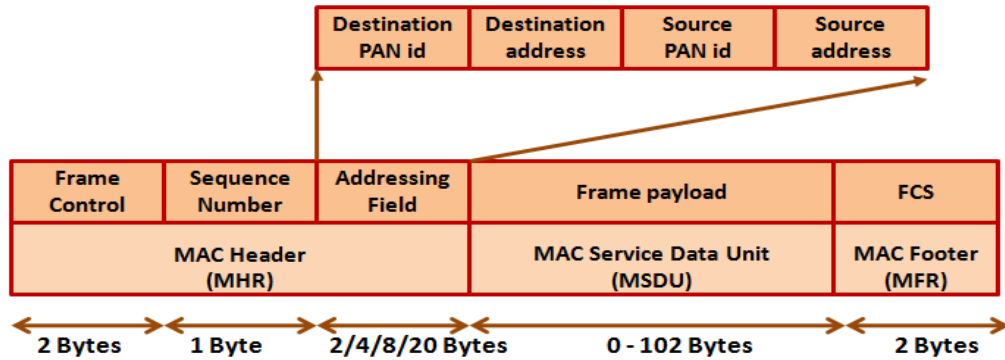 Destination PAN id
Destination address
Source PAN id
Source address
Frame Control
Sequence Number
Addressing Field
Frame payload
FCS
MAC Header (MHR)
MAC Service Data Unit (MSDU)
MAC Footer (MFR)
2 Bytes
1 Byte
2/4/8/20 Bytes
0 - 102 Bytes
2 Bytes